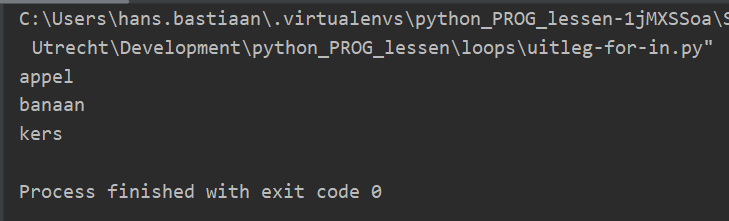 C:\Users\hans.bastiaan\.virtualenvs\python_PROG_lessen-1jMXSSoa\S
Utrecht\Development\python_PROG_lessen\loops\uitleg-for-in.py"
appel
banaan
kers
Process finished with exit code 0